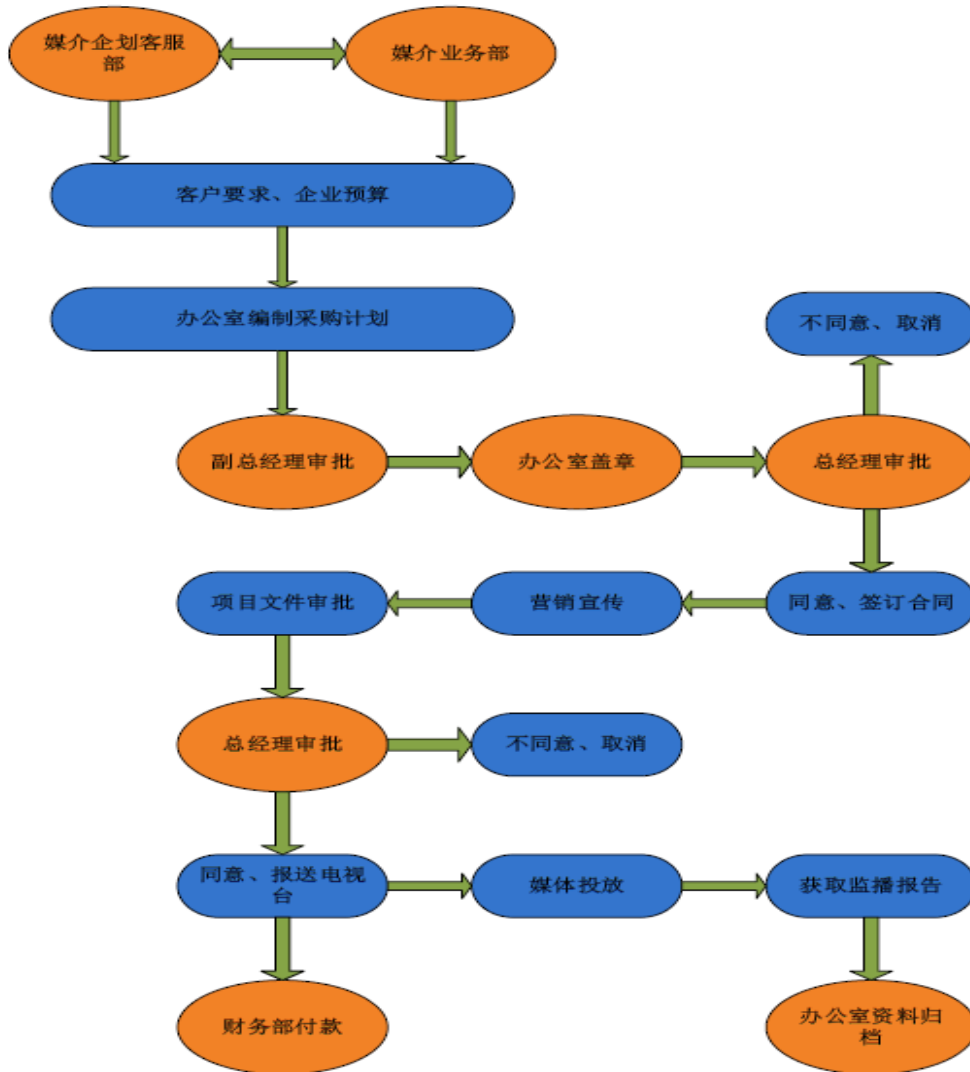 媒介企划客服
部
媒介业务部
客户要求、企业预算
办公室编制采购计划
不同意、取消
副总经理审批
办公室盖章
总经理审批
项目文件审批
营销宣传
同意、签订合同
总经理审批
不同意、取消
同意、报送电视
台
媒体投放
获取监播报告
财务部付款
办公室资料归
档